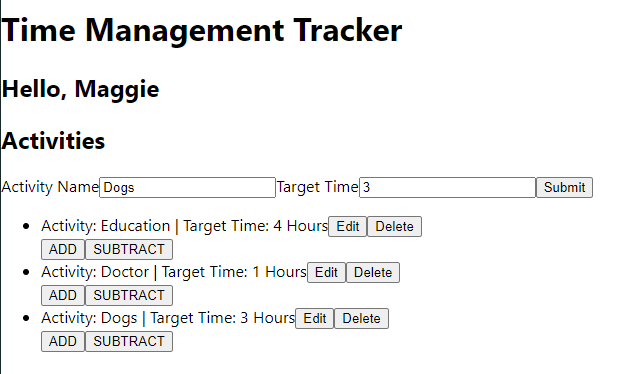 Time Management Tracker
Hello, Maggie
Activities
Activity Name Dogs Target Time 3 Submit
Activity: Education | Target Time: 4 Hours Edit Delete
ADD SUBTRACT
Activity: Doctor | Target Time: 1 Hours Edit Delete
ADD SUBTRACT
Activity: Dogs | Target Time: 3 Hours Edit Delete
ADD SUBTRACT